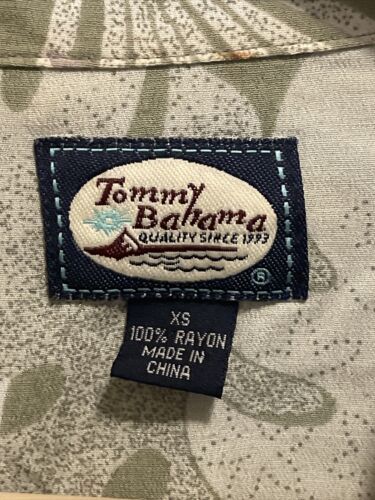 Tommy
Bahama
QUALITY SINCE 1993
®
XS
100% RAYON
MADE IN
CHINA